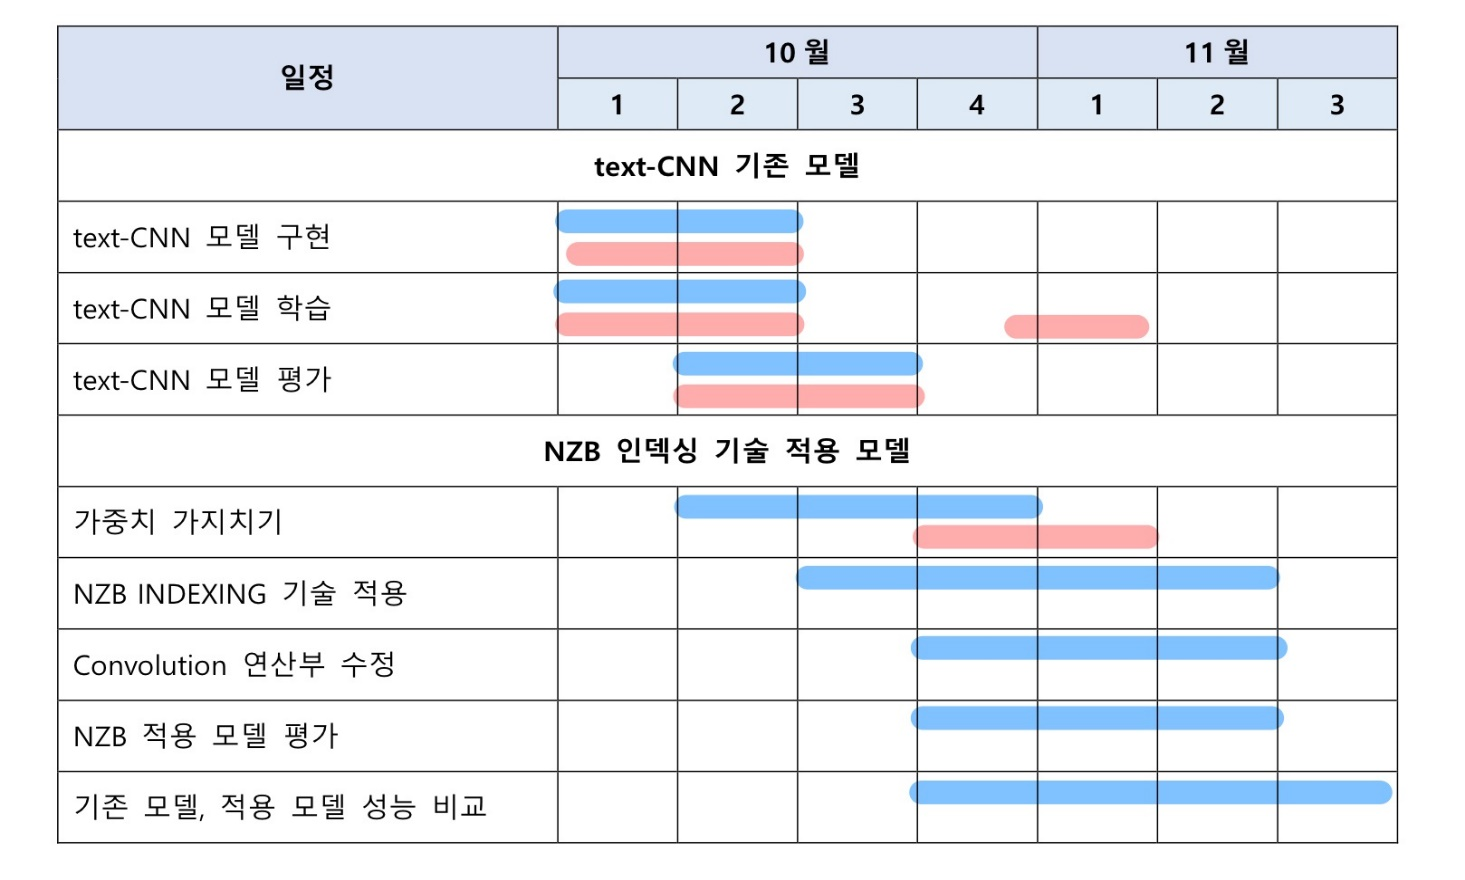 일정
10 월
11 월
1 2 3 4 1 2 3
text-CNN 기존 모델
text-CNN 모델 구현
text-CNN 모델 학습
text-CNN 모델 평가
NZB 인덱싱 기술 적용 모델
가중치 가지치기
NZB INDEXING 기술 적용
Convolution 연산부 수정
NZB 적용 모델 평가
기존 모델, 적용 모델 성능 비교